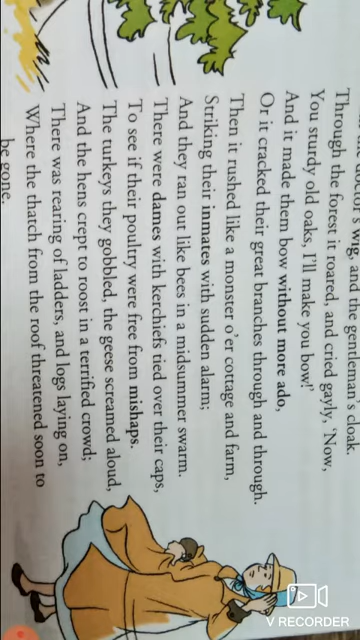 wig, and the gentleman's cloak.
Through the forest it roared, and cried gayly, 'Now,
You sturdy old oaks, I'll make you bow!'
And it made them bow without more ado,
Or it cracked their great branches through and through.
Then it rushed like a monster o'er cottage and farm,
Striking their inmates with sudden alarm;
And they ran out like bees in a midsummer swarm.
There were dames with kerchiefs tied over their caps,
To see if their poultry were free from mishaps.
The turkeys they gobbled, the geese screamed aloud,
And the hens crept to roost in a terrified crowd;
There was rearing of ladders, and logs laying on,
Where the thatch from the roof threatened soon to
be gone.
V RECORDER